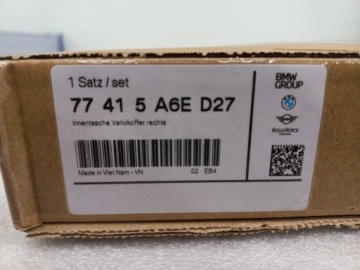 1 Satz / set
77 41 5 A6E D27
Innentasche Variokoffer rechts
Made in Viet Nam - VN
02 EB4
BMW
GROUP
ROLLS-ROYCE